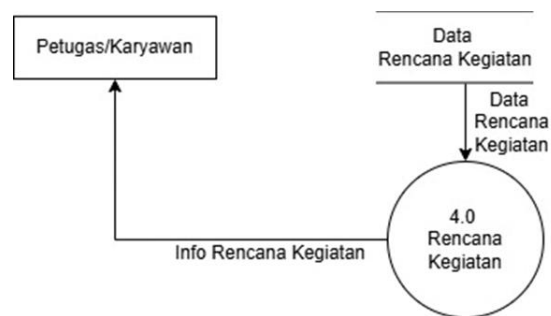 Petugas/Karyawan
Data
Rencana Kegiatan
Data
Rencana
Kegiatan
4.0
Rencana
Kegiatan
Info Rencana Kegiatan